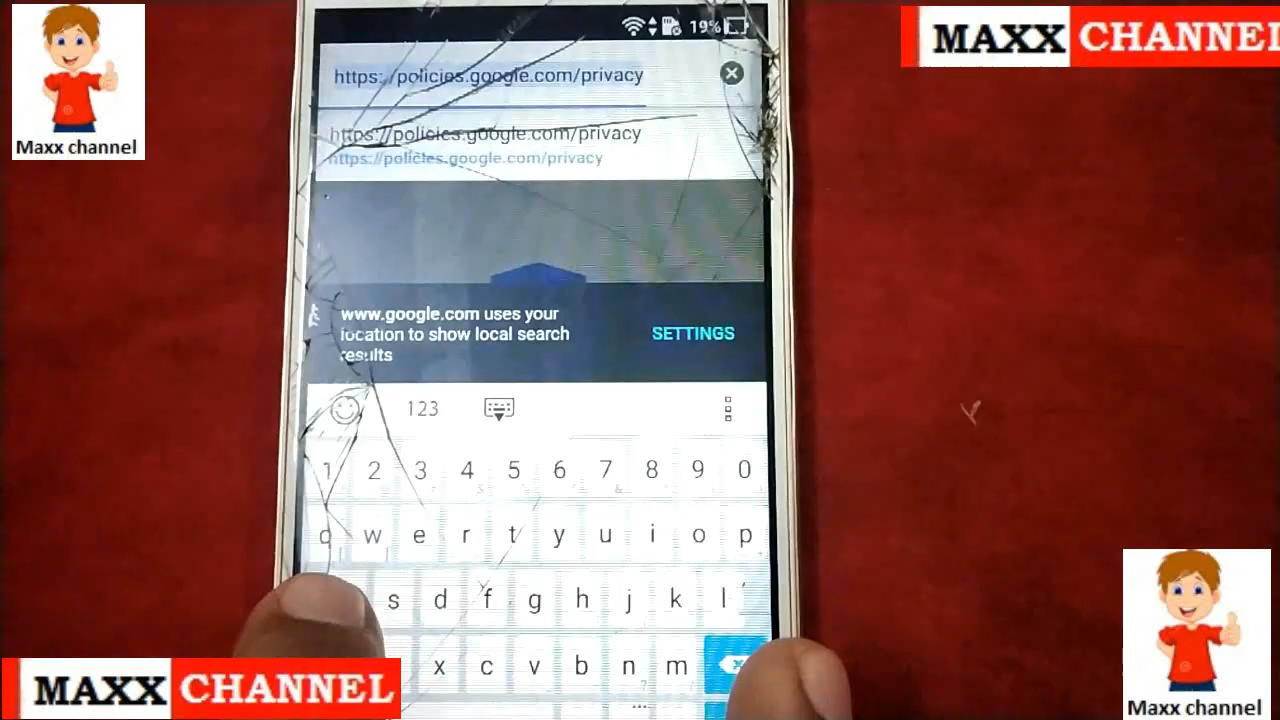 Maxx channel
MAXX CHANNEL
19%
https://policies.google.com/privacy
https://policies.google.com/privacy
https://policies.google.com/privacy
www.google.com uses your
location to show local search
results
SETTINGS
123
1 2 3 4 5 6 7 8 9 0
q w e r t y u i o p
s d f g h j k l
x c v b n m
MAXX CHANNEL
Maxx channel